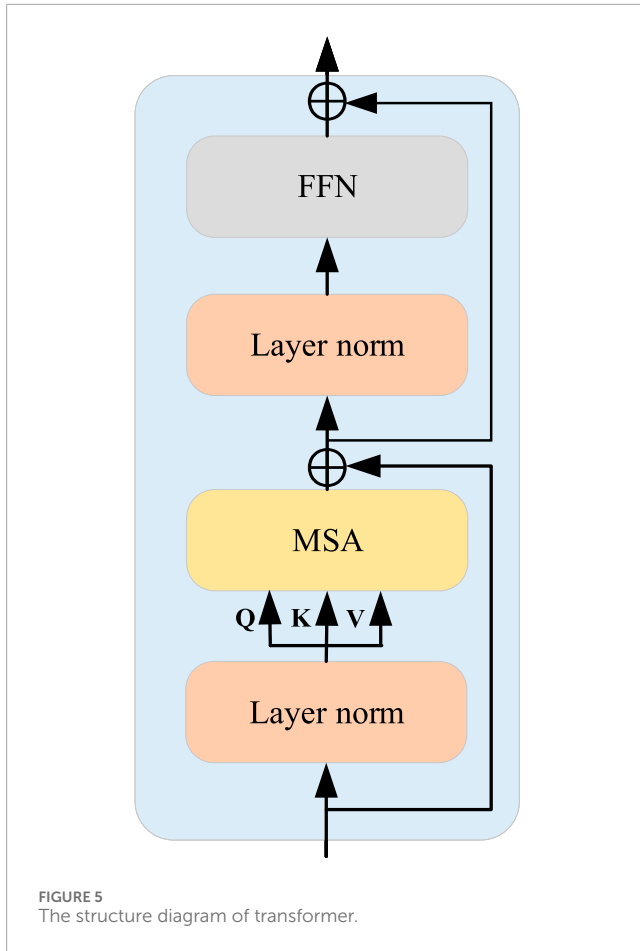 FFN
Layer norm
MSA
Q K V
Layer norm
FIGURE 5
The structure diagram of transformer.